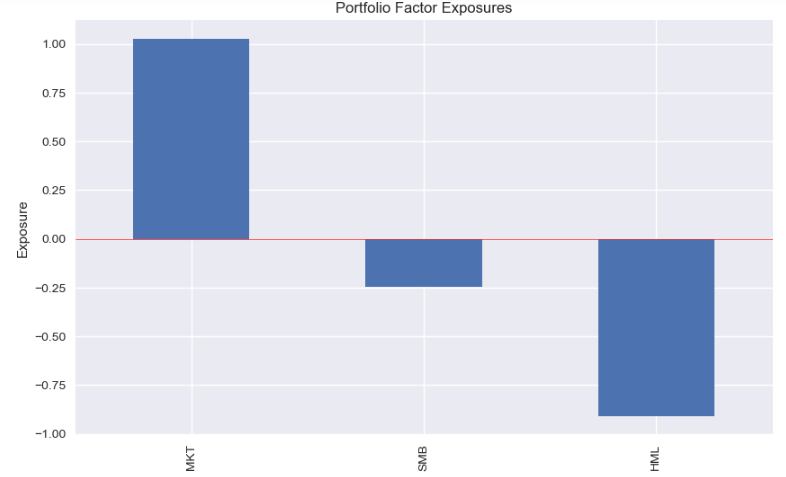 Portfolio Factor Exposures
1.00
0.75
0.50
0.25
0.00
−0.25
−0.50
−0.75
−1.00
Exposure
MKT
SMB
HML